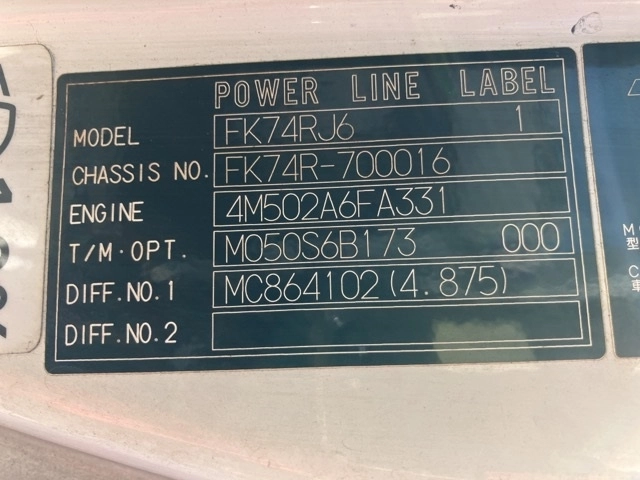 POWER LINE LABEL
MODEL FK74RJ6 1
CHASSIS NO. FK74R-700016
ENGINE 4M502A6FA331
T/M·OPT. M050S6B173 000
DIFF.NO.1 MC864102(4.875)
DIFF.NO.2